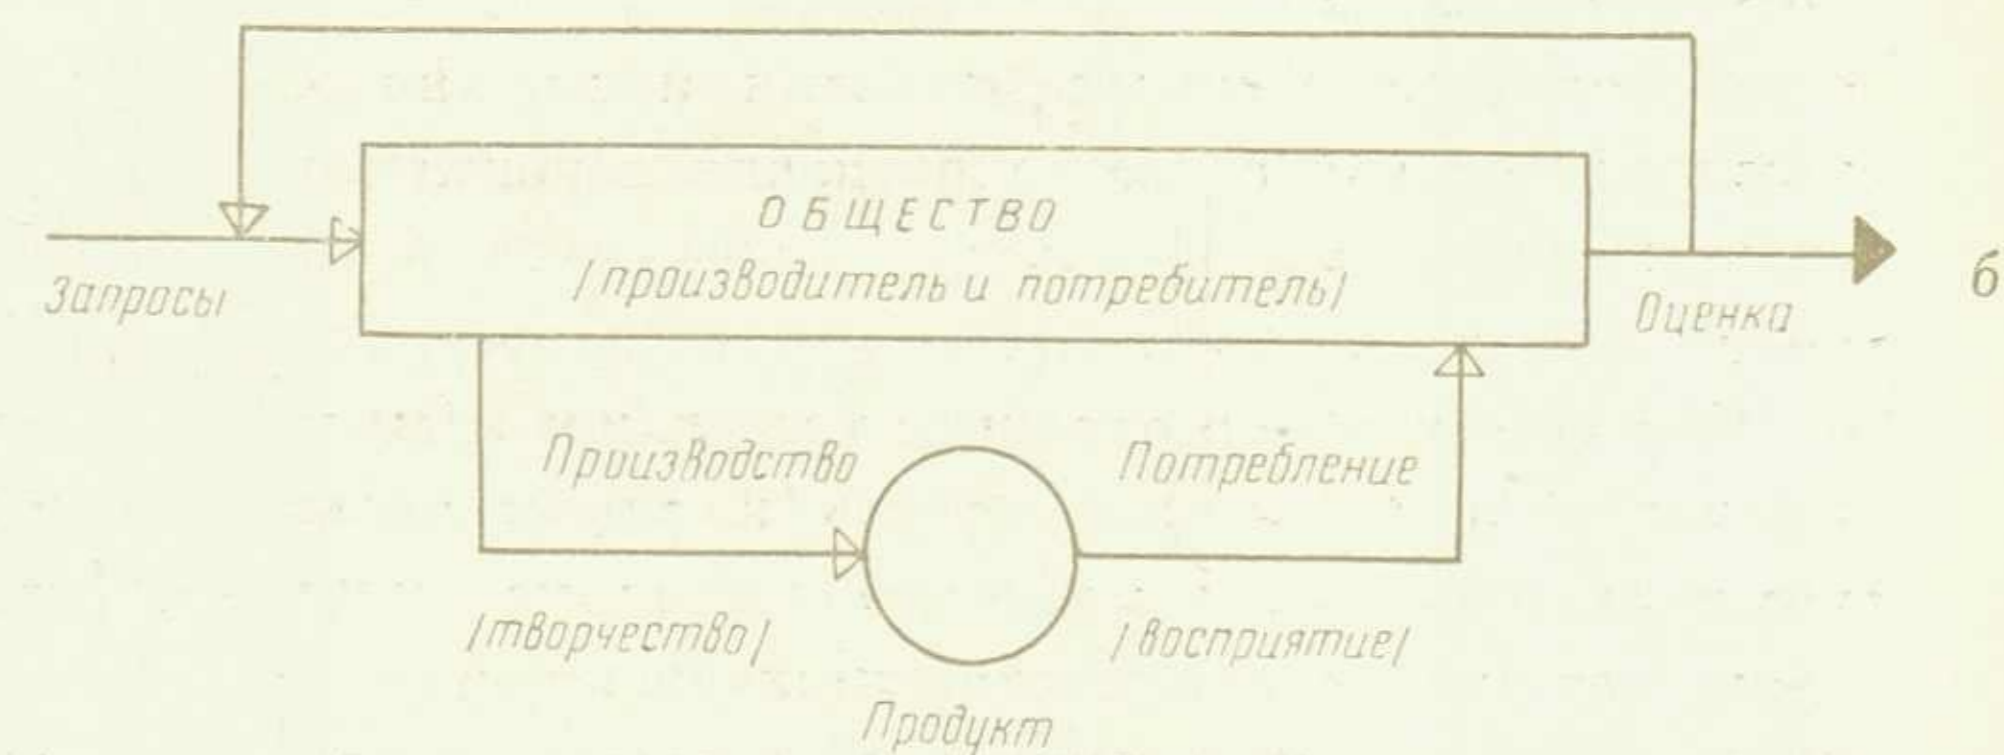 ОБЩЕСТВО
/производитель и потребитель/
Запросы
Оценка
б
Производство
Потребление
/творчество/
/восприятие/
Продукт